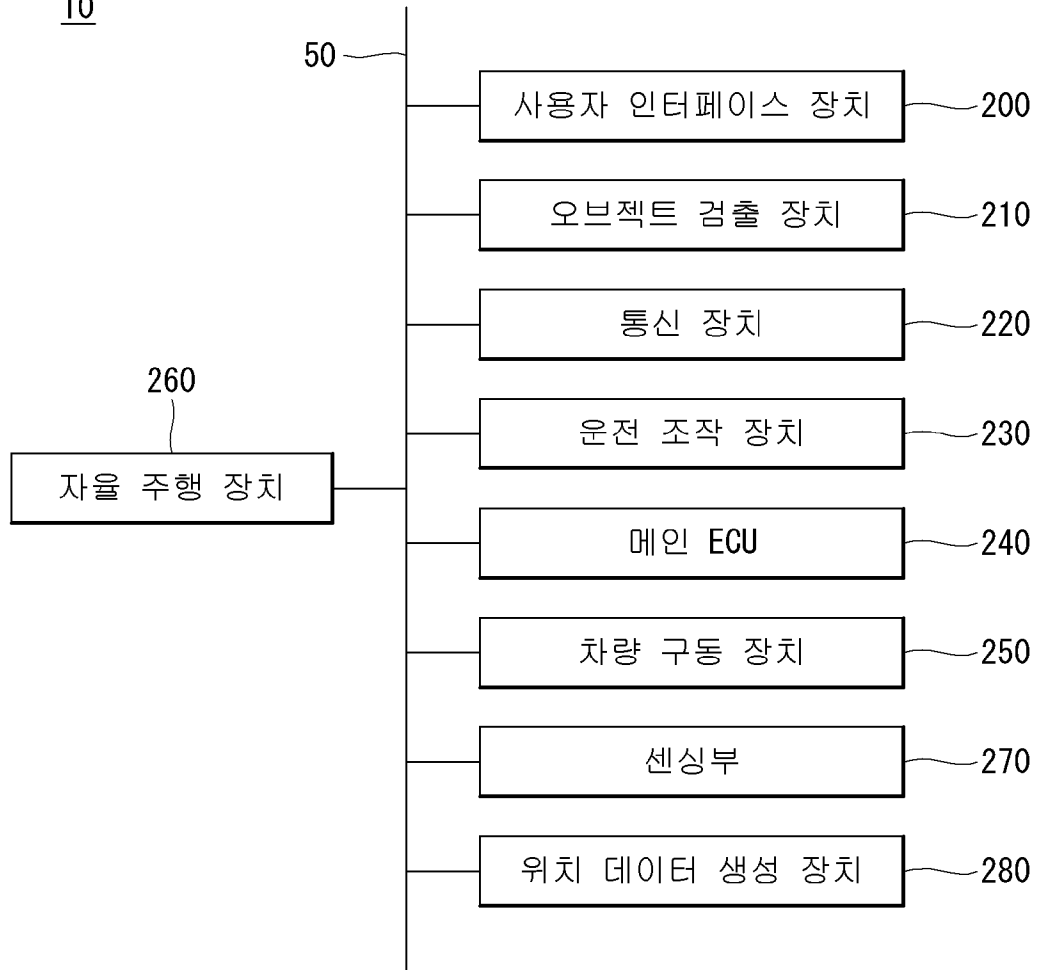 10
50
사용자 인터페이스 장치 200
오브젝트 검출 장치 210
통신 장치 220
260
운전 조작 장치 230
자율 주행 장치
메인 ECU 240
차량 구동 장치 250
센싱부 270
위치 데이터 생성 장치 280